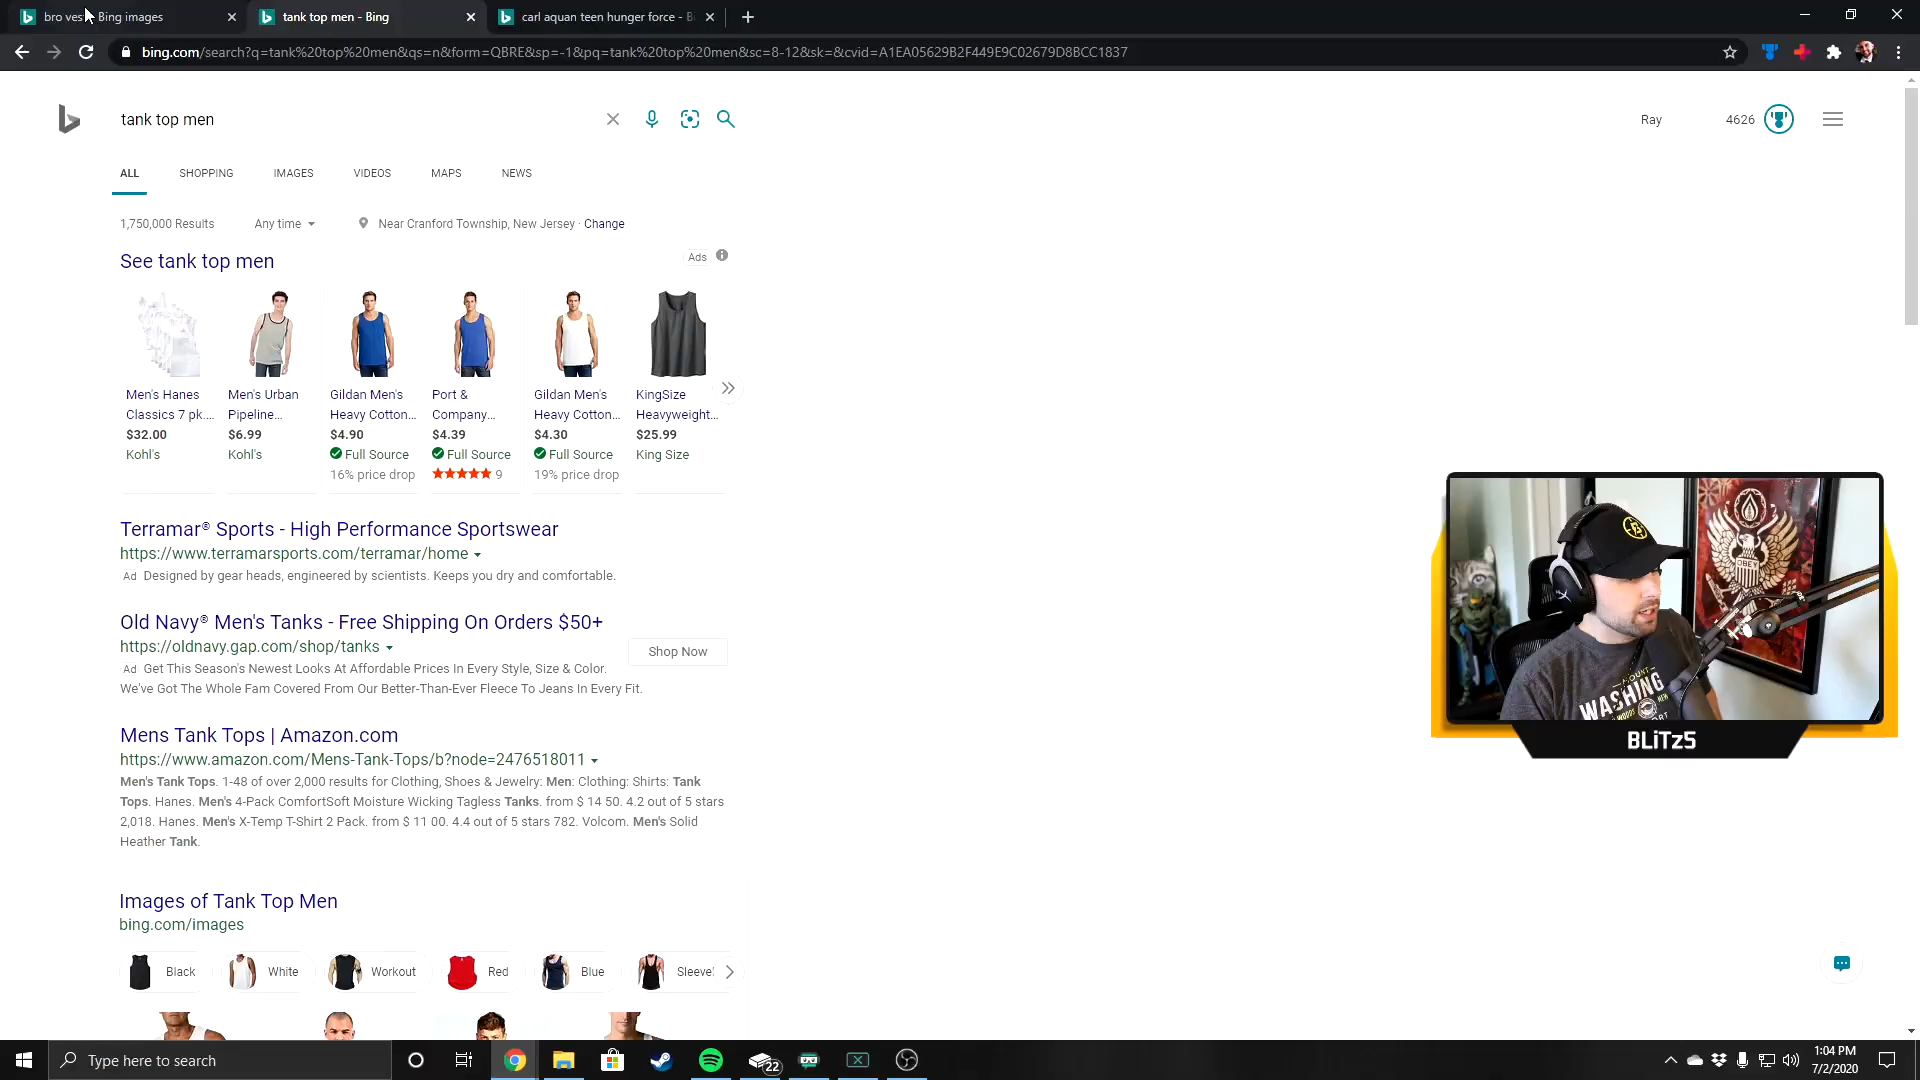 bro vest - Bing images
tank top men - Bing
carl aquan teen hunger force - B
bing.com/search?q=tank%20top%20men&qs=n&form=QBRE&sp=-1&pq=tank%20top%20men&sc=8-12&sk=&cvid=A1EA05629B2F449E9C02679D8BCC1837
tank top men
Ray
4626
ALL SHOPPING IMAGES VIDEOS MAPS NEWS
1,750,000 Results Any time Near Cranford Township, New Jersey · Change
See tank top men
Ads
Men's Hanes Classics 7 pk....
$32.00
Kohl's
Men's Urban Pipeline...
$6.99
Kohl's
Gildan Men's Heavy Cotton...
$4.90
Full Source
16% price drop
Port & Company...
$4.39
Full Source
9
Gildan Men's Heavy Cotton...
$4.30
Full Source
19% price drop
KingSize Heavyweight...
$25.99
King Size
Terramar® Sports - High Performance Sportswear
https://www.terramarsports.com/terramar/home
Ad Designed by gear heads, engineered by scientists. Keeps you dry and comfortable.
Old Navy® Men's Tanks - Free Shipping On Orders $50+
https://oldnavy.gap.com/shop/tanks
Shop Now
Ad Get This Season's Newest Looks At Affordable Prices In Every Style, Size & Color.
We've Got The Whole Fam Covered From Our Better-Than-Ever Fleece To Jeans In Every Fit.
Mens Tank Tops | Amazon.com
https://www.amazon.com/Mens-Tank-Tops/b?node=2476518011
Men's Tank Tops. 1-48 of over 2,000 results for Clothing, Shoes & Jewelry: Men: Clothing: Shirts: Tank
Tops. Hanes. Men's 4-Pack ComfortSoft Moisture Wicking Tagless Tanks. from $ 14 50. 4.2 out of 5 stars
2,018. Hanes. Men's X-Temp T-Shirt 2 Pack. from $ 11 00. 4.4 out of 5 stars 782. Volcom. Men's Solid
Heather Tank.
Images of Tank Top Men
bing.com/images
Black White Workout Red Blue Sleeve
OBEY
MOUNT
WASHING
BLiTz5
Type here to search
22
1:04 PM
7/2/2020